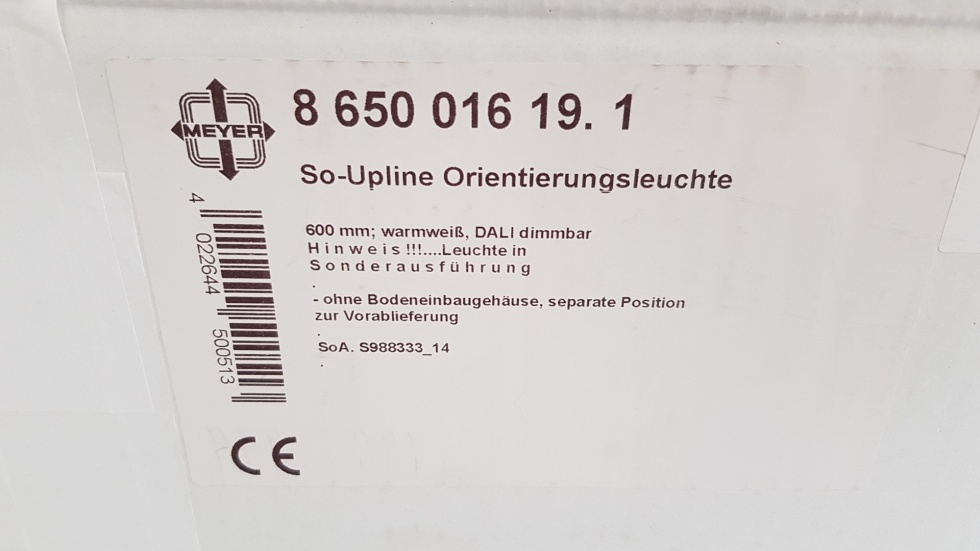 MEYER
8 650 016 19. 1
So-Upline Orientierungsleuchte
600 mm; warmweiß, DALI dimmbar
H i n w e i s !!!....Leuchte in
S o n d e r a u s f ü h r u n g
.
- ohne Bodeneinbaugehäuse, separate Position
zur Vorablieferung
.
SoA. S988333_14
.
4 022644 500513
CE